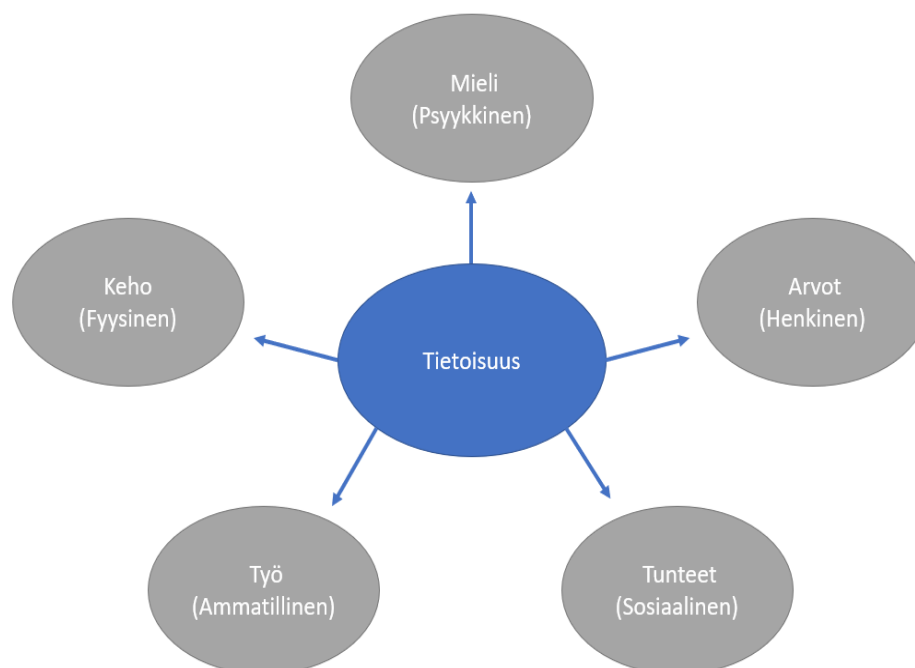 Mieli
(Psyykkinen)
Keho
(Fyysinen)
Arvot
(Henkinen)
Tietoisuus
Työ
(Ammatillinen)
Tunteet
(Sosiaalinen)